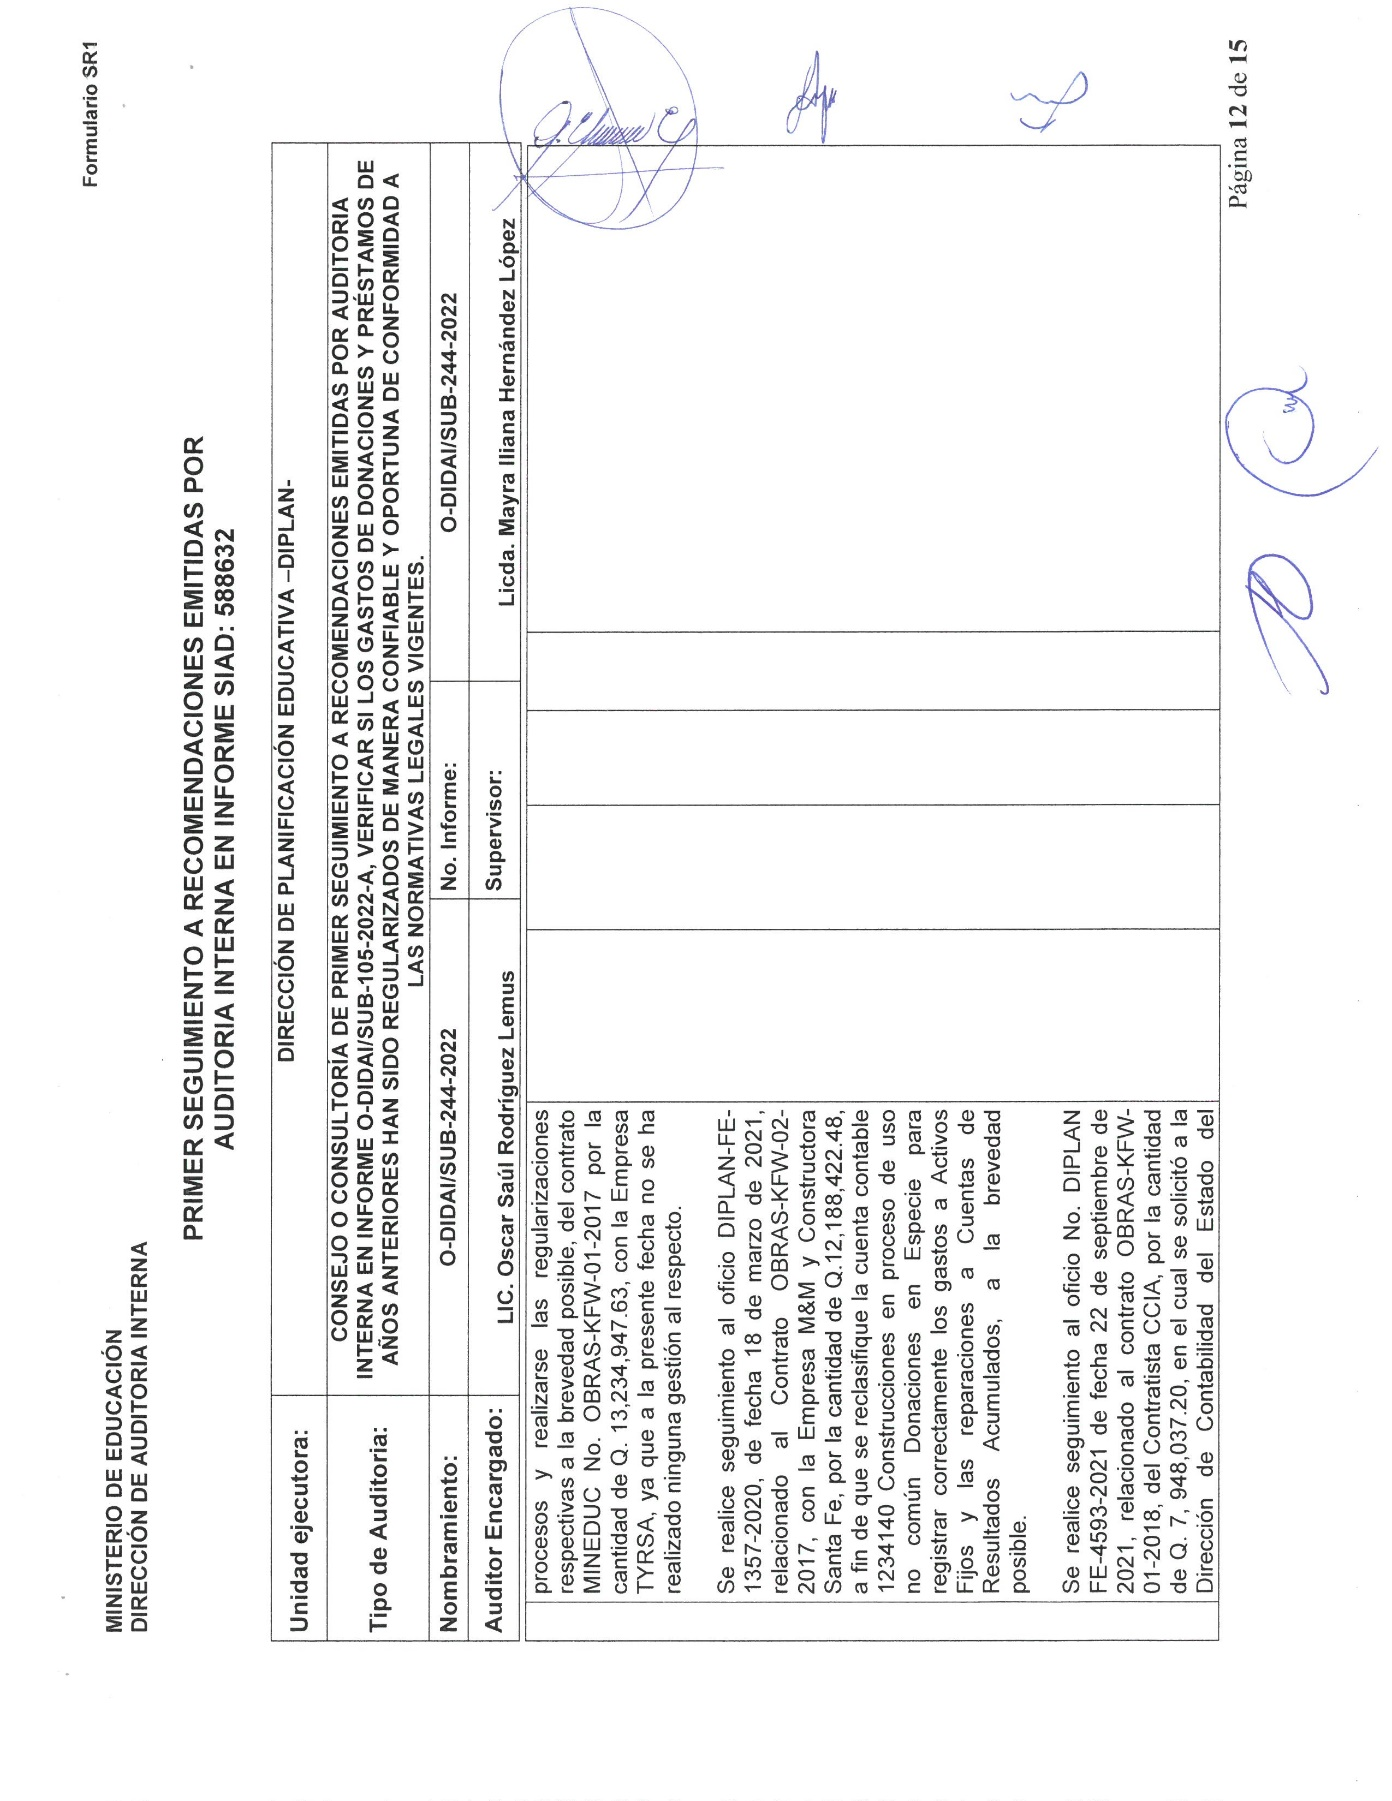 Formulario SR1
MINISTERIO DE EDUCACIÓN
DIRECCIÓN DE AUDITORIA INTERNA
PRIMER SEGUIMIENTO A RECOMENDACIONES EMITIDAS POR
AUDITORIA INTERNA EN INFORME SIAD: 588632
Unidad ejecutora: DIRECCIÓN DE PLANIFICACIÓN EDUCATIVA –DIPLAN-
Tipo de Auditoria:
CONSEJO O CONSULTORÍA DE PRIMER SEGUIMIENTO A RECOMENDACIONES EMITIDAS POR AUDITORIA
INTERNA EN INFORME O-DIDAI/SUB-105-2022-A, VERIFICAR SI LOS GASTOS DE DONACIONES Y PRÉSTAMOS DE
AÑOS ANTERIORES HAN SIDO REGULARIZADOS DE MANERA CONFIABLE Y OPORTUNA DE CONFORMIDAD A
LAS NORMATIVAS LEGALES VIGENTES.
Nombramiento: O-DIDAI/SUB-244-2022 No. Informe: O-DIDAI/SUB-244-2022
Auditor Encargado: LIC. Oscar Saúl Rodríguez Lemus Supervisor: Licda. Mayra Iliana Hernández López
procesos y realizarse las regularizaciones
respectivas a la brevedad posible, del contrato
MINEDUC No. OBRAS-KFW-01-2017 por la
cantidad de Q. 13,234,947.63, con la Empresa
TYRSA, ya que a la presente fecha no se ha
realizado ninguna gestión al respecto.
Se realice seguimiento al oficio DIPLAN-FE-
1357-2020, de fecha 18 de marzo de 2021,
relacionado al Contrato OBRAS-KFW-02-
2017, con la Empresa M&M y Constructora
Santa Fe, por la cantidad de Q.12,188,422.48,
a fin de que se reclasifique la cuenta contable
1234140 Construcciones en proceso de uso
no común Donaciones en Especie para
registrar correctamente los gastos a Activos
Fijos y las reparaciones a Cuentas de
Resultados Acumulados, a la brevedad
posible.
Se realice seguimiento al oficio No. DIPLAN
FE-4593-2021 de fecha 22 de septiembre de
2021, relacionado al contrato OBRAS-KFW-
01-2018, del Contratista CCIA, por la cantidad
de Q. 7, 948,037.20, en el cual se solicitó a la
Dirección de Contabilidad del Estado del
Página 12 de 15